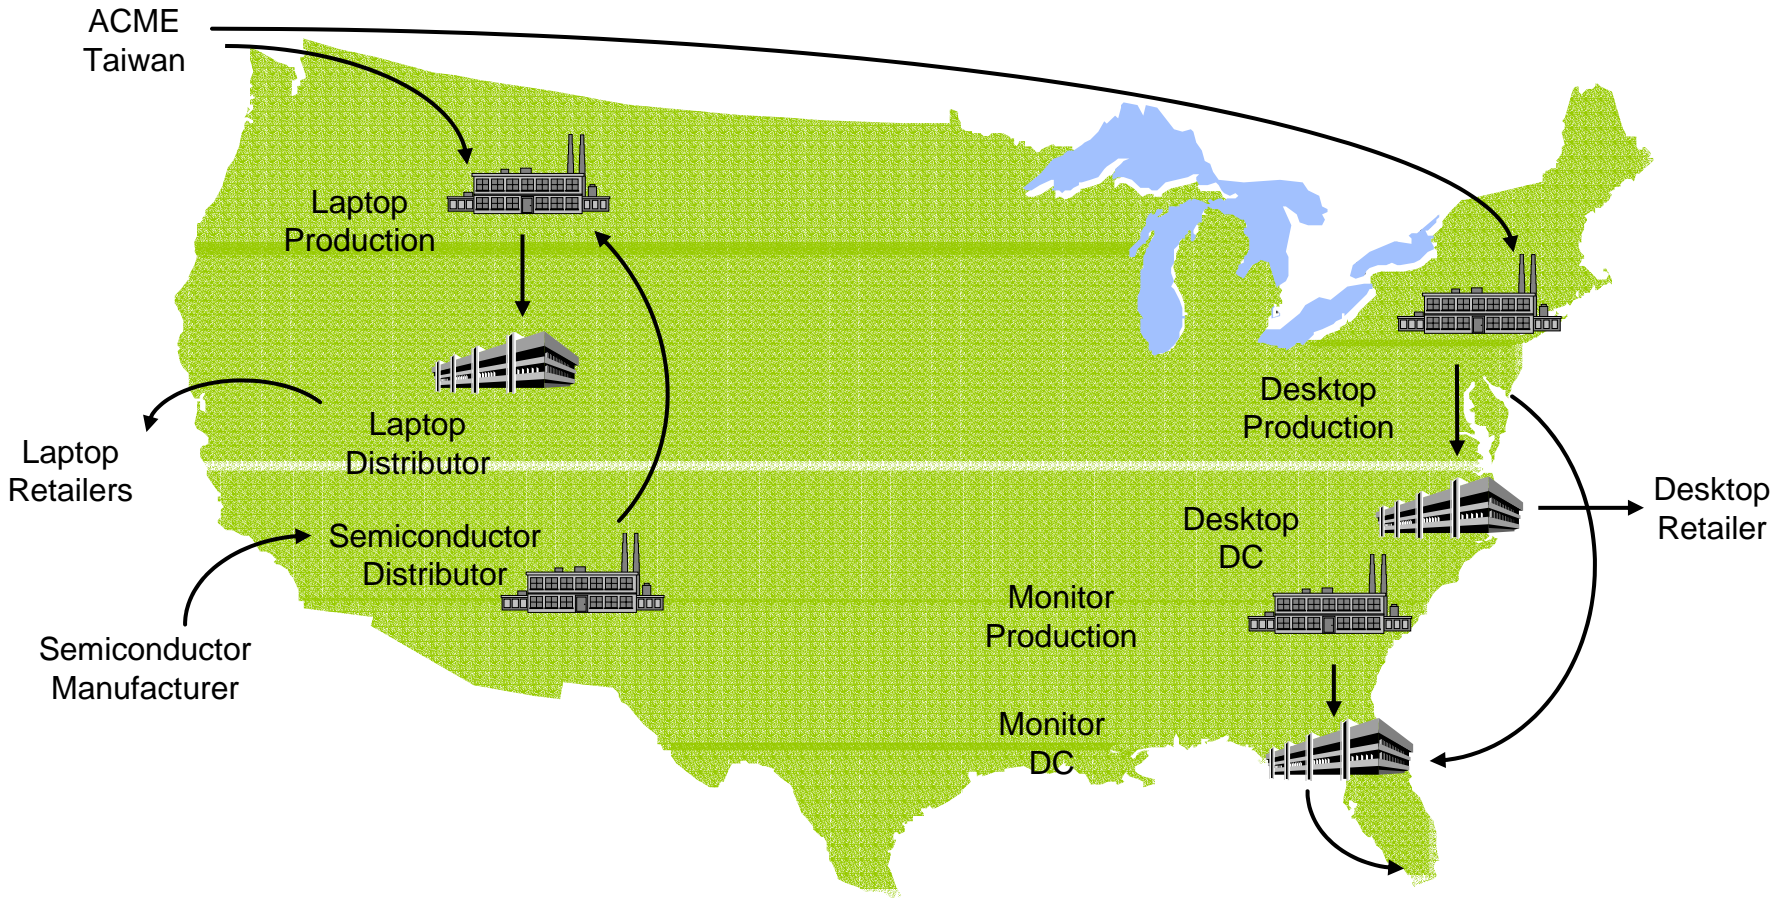 ACME
Taiwan
Laptop
Production
Desktop
Production
Laptop
Distributor
Laptop
Retailers
Desktop
Retailer
Desktop
DC
Semiconductor
Distributor
Monitor
Production
Semiconductor
Manufacturer
Monitor
DC